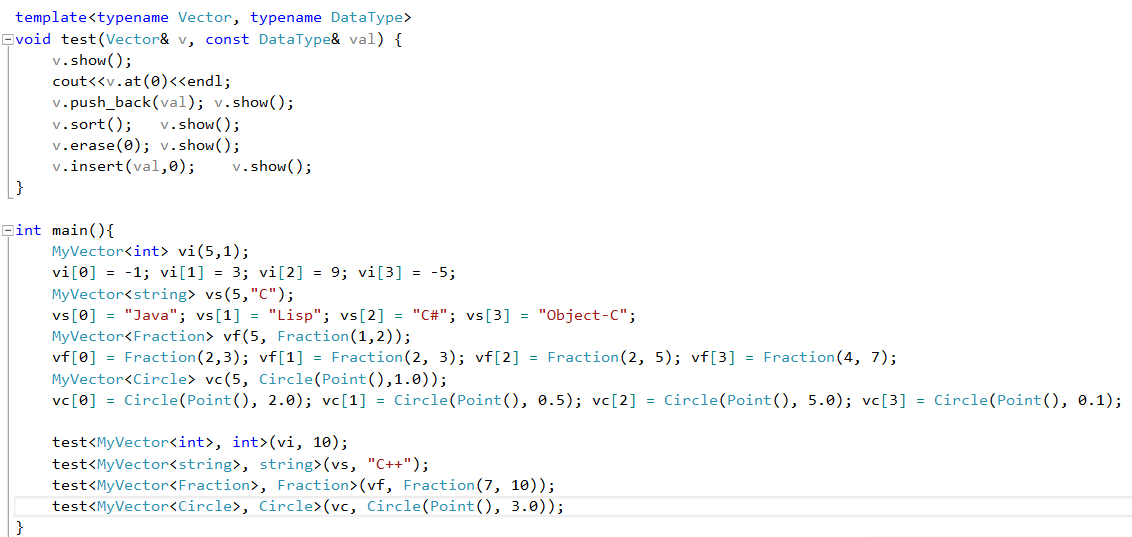 template<typename Vector, typename DataType>
void test(Vector& v, const DataType& val) {
    v.show();
    cout<<v.at(0)<<endl;
    v.push_back(val); v.show();
    v.sort();   v.show();
    v.erase(0); v.show();
    v.insert(val,0);    v.show();
}

int main(){
    MyVector<int> vi(5,1);
    vi[0] = -1; vi[1] = 3; vi[2] = 9; vi[3] = -5;
    MyVector<string> vs(5,"C");
    vs[0] = "Java"; vs[1] = "Lisp"; vs[2] = "C#"; vs[3] = "Object-C";
    MyVector<Fraction> vf(5, Fraction(1,2));
    vf[0] = Fraction(2,3); vf[1] = Fraction(2, 3); vf[2] = Fraction(2, 5); vf[3] = Fraction(4, 7);
    MyVector<Circle> vc(5, Circle(Point(),1.0));
    vc[0] = Circle(Point(), 2.0); vc[1] = Circle(Point(), 0.5); vc[2] = Circle(Point(), 5.0); vc[3] = Circle(Point(), 0.1);

    test<MyVector<int>, int>(vi, 10);
    test<MyVector<string>, string>(vs, "C++");
    test<MyVector<Fraction>, Fraction>(vf, Fraction(7, 10));
    test<MyVector<Circle>, Circle>(vc, Circle(Point(), 3.0));
}